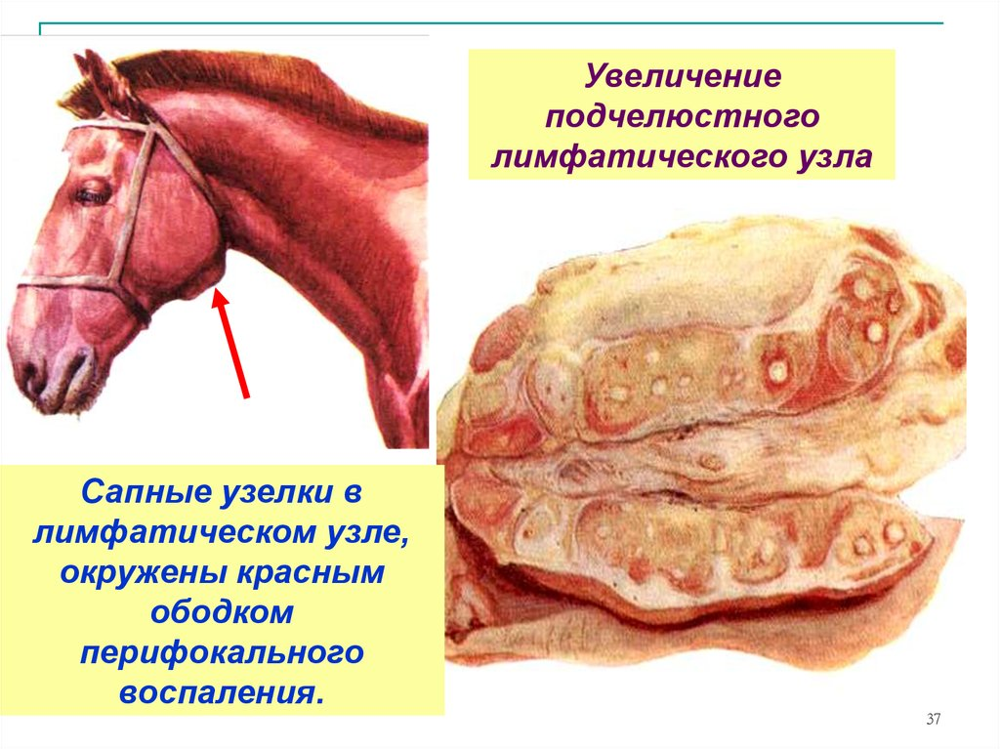 Увеличение
подчелюстного
лимфатического узла
Сапные узелки в
лимфатическом узле,
окружены красным
ободком
перифокального
воспаления.
37